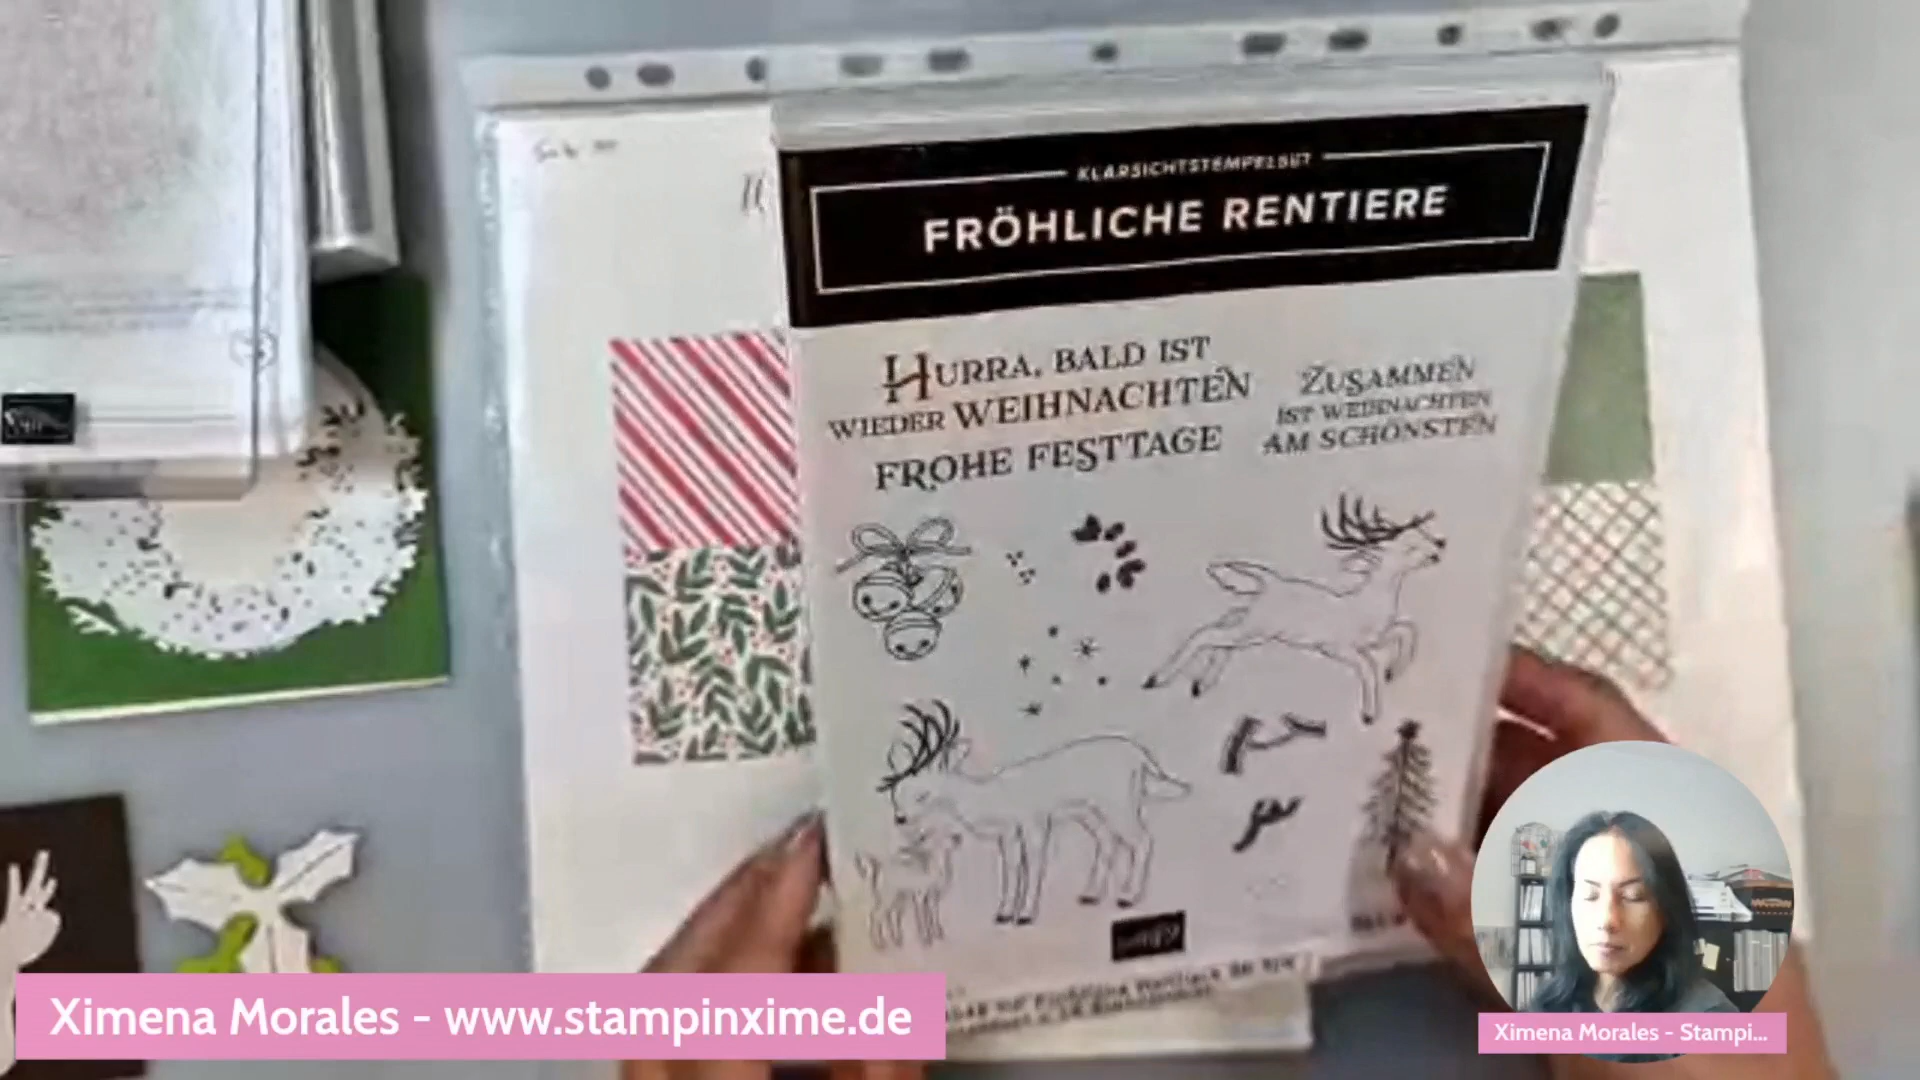 KLARSICHTSTEMPELSET
FRÖHLICHE RENTIERE
HURRA, BALD IST
WIEDER WEIHNACHTEN
FROHE FESTTAGE
ZUSAMMEN
IST WEIHNACHTEN
AM SCHÖNSTEN
Ximena Morales - www.stampinxime.de
Ximena Morales - Stampi...